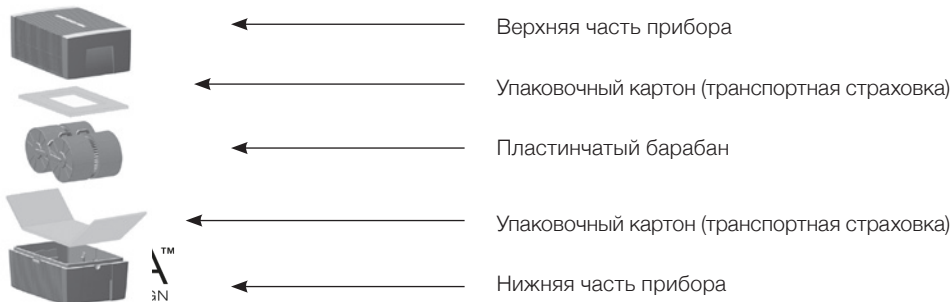 Верхняя часть прибора
Упаковочный картон (транспортная страховка)
Пластинчатый барабан
Упаковочный картон (транспортная страховка)
Нижняя часть прибора